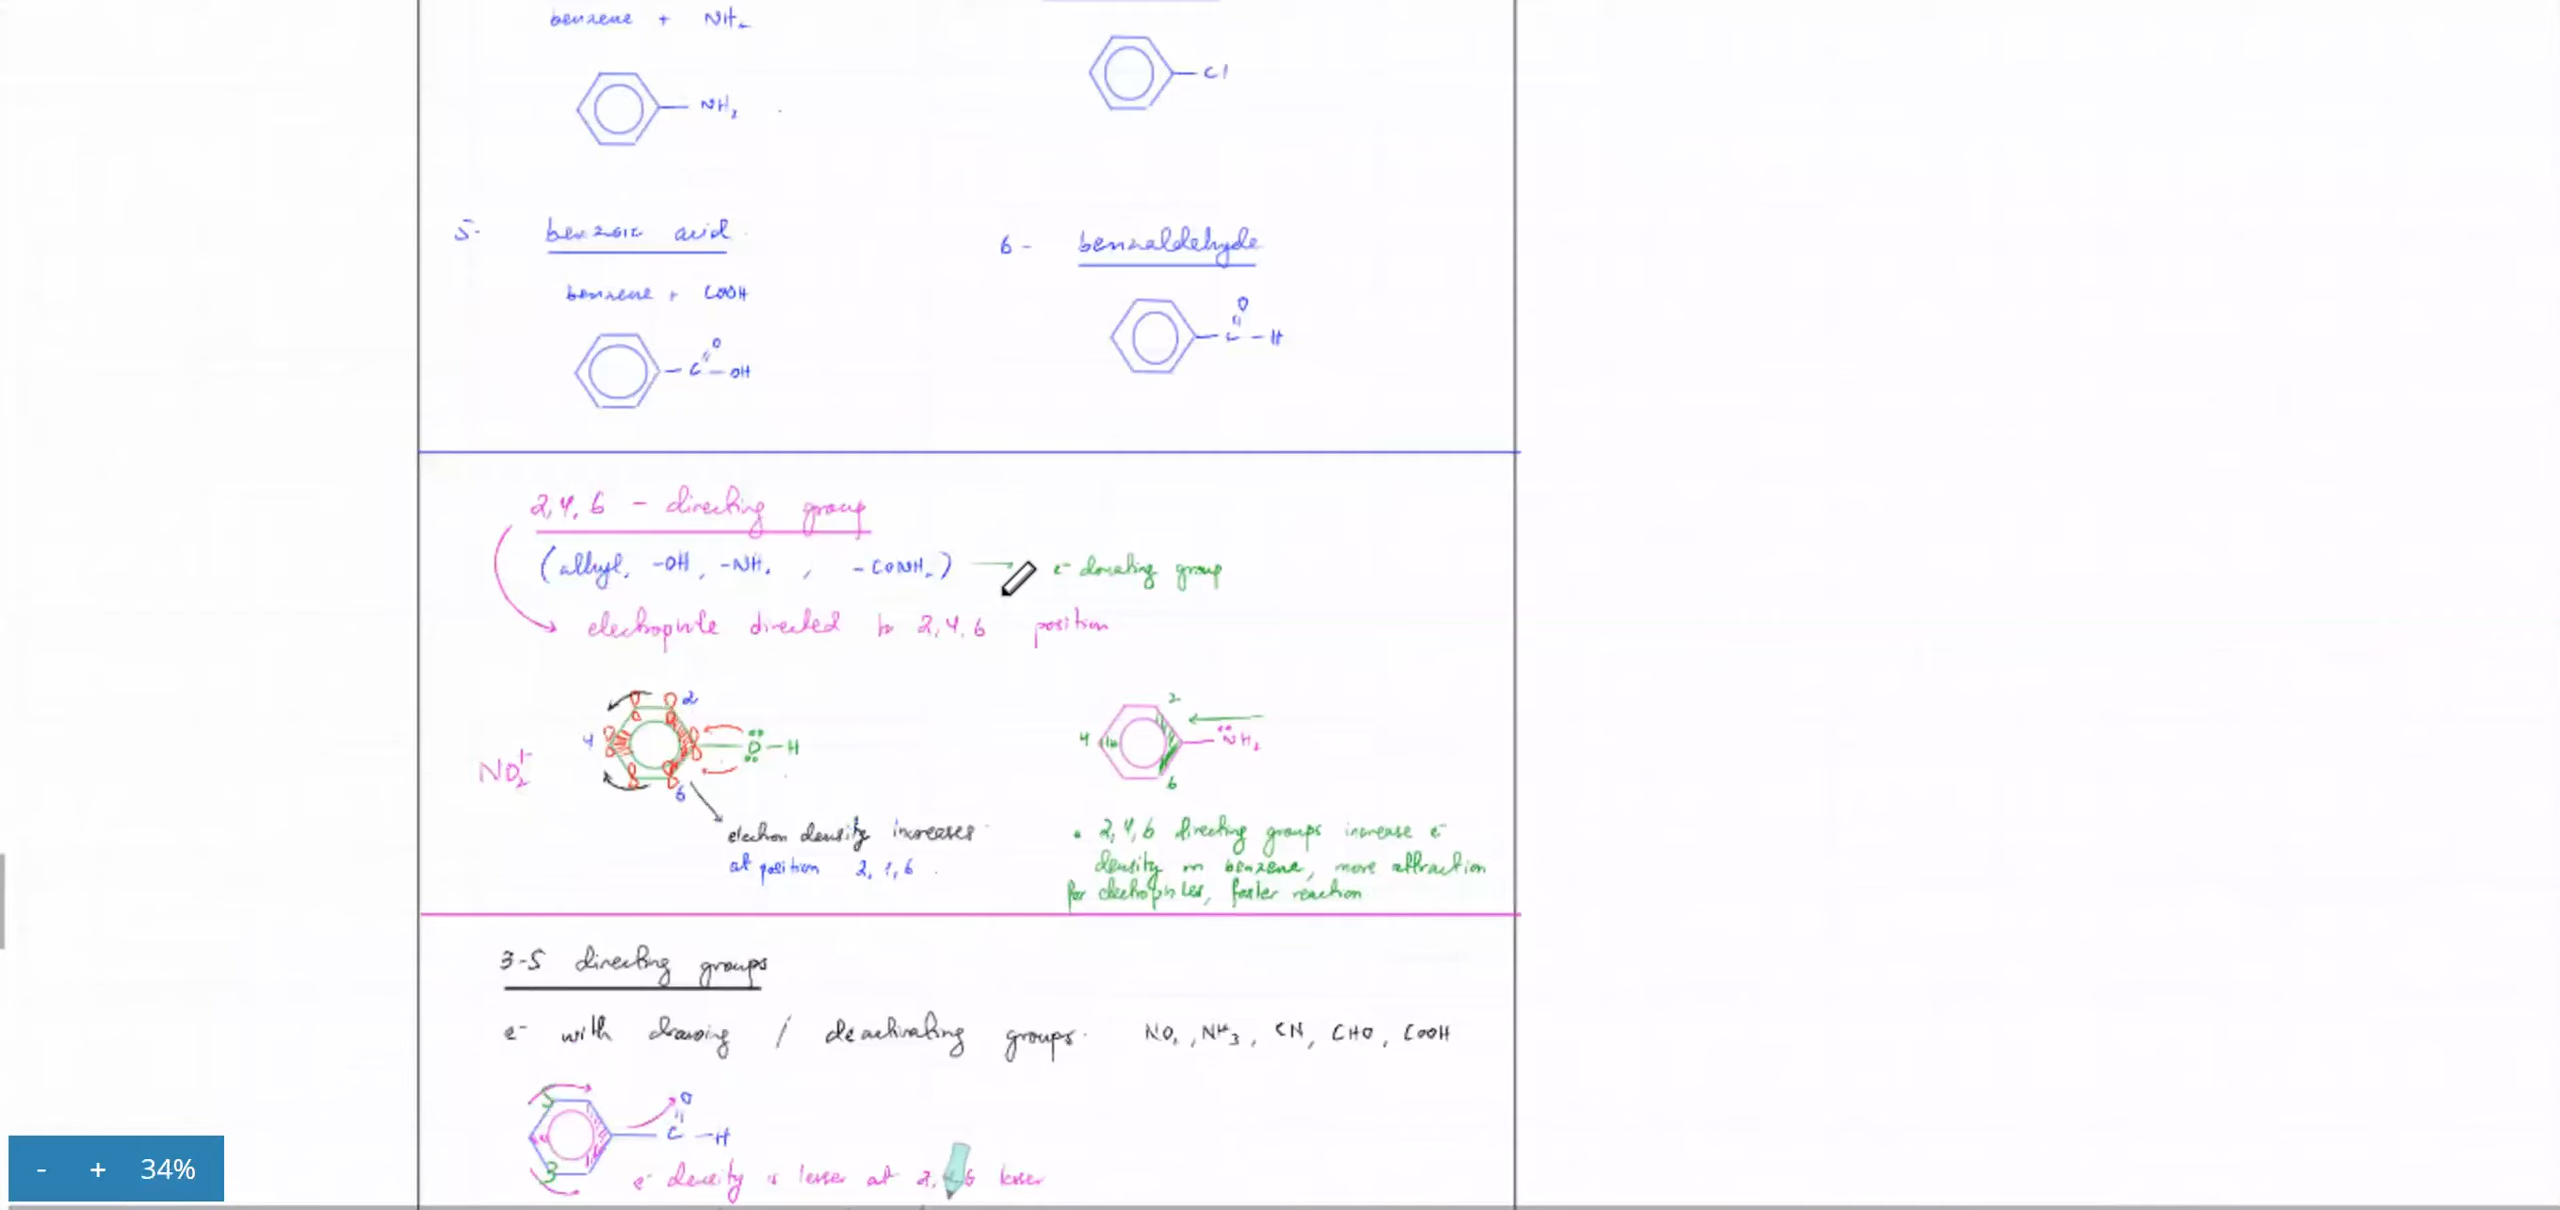 benzene + NH₂
NH₂
Cl
5- benzoic acid
benzene + COOH
O
C - OH
6 - benzaldehyde
O
C - H
2,4,6 - directing group
(alkyl, -OH, -NH₂, -CONH₂) → e⁻ donating group
electrophile directed to 2,4,6 position
2
4
6
NO₂⁺
O - H
electron density increases
at position 2, 4, 6.
2
4
6
NH₂
• 2,4,6 directing groups increase e⁻
density on benzene, more attraction
for electrophiles, faster reaction
3-5 directing groups
e⁻ with drawing / deactivating groups. NO₂, NH₃, CN, CHO, COOH
O
C - H
3
e⁻ density is lesser at 2, 6 lower
- + 34%